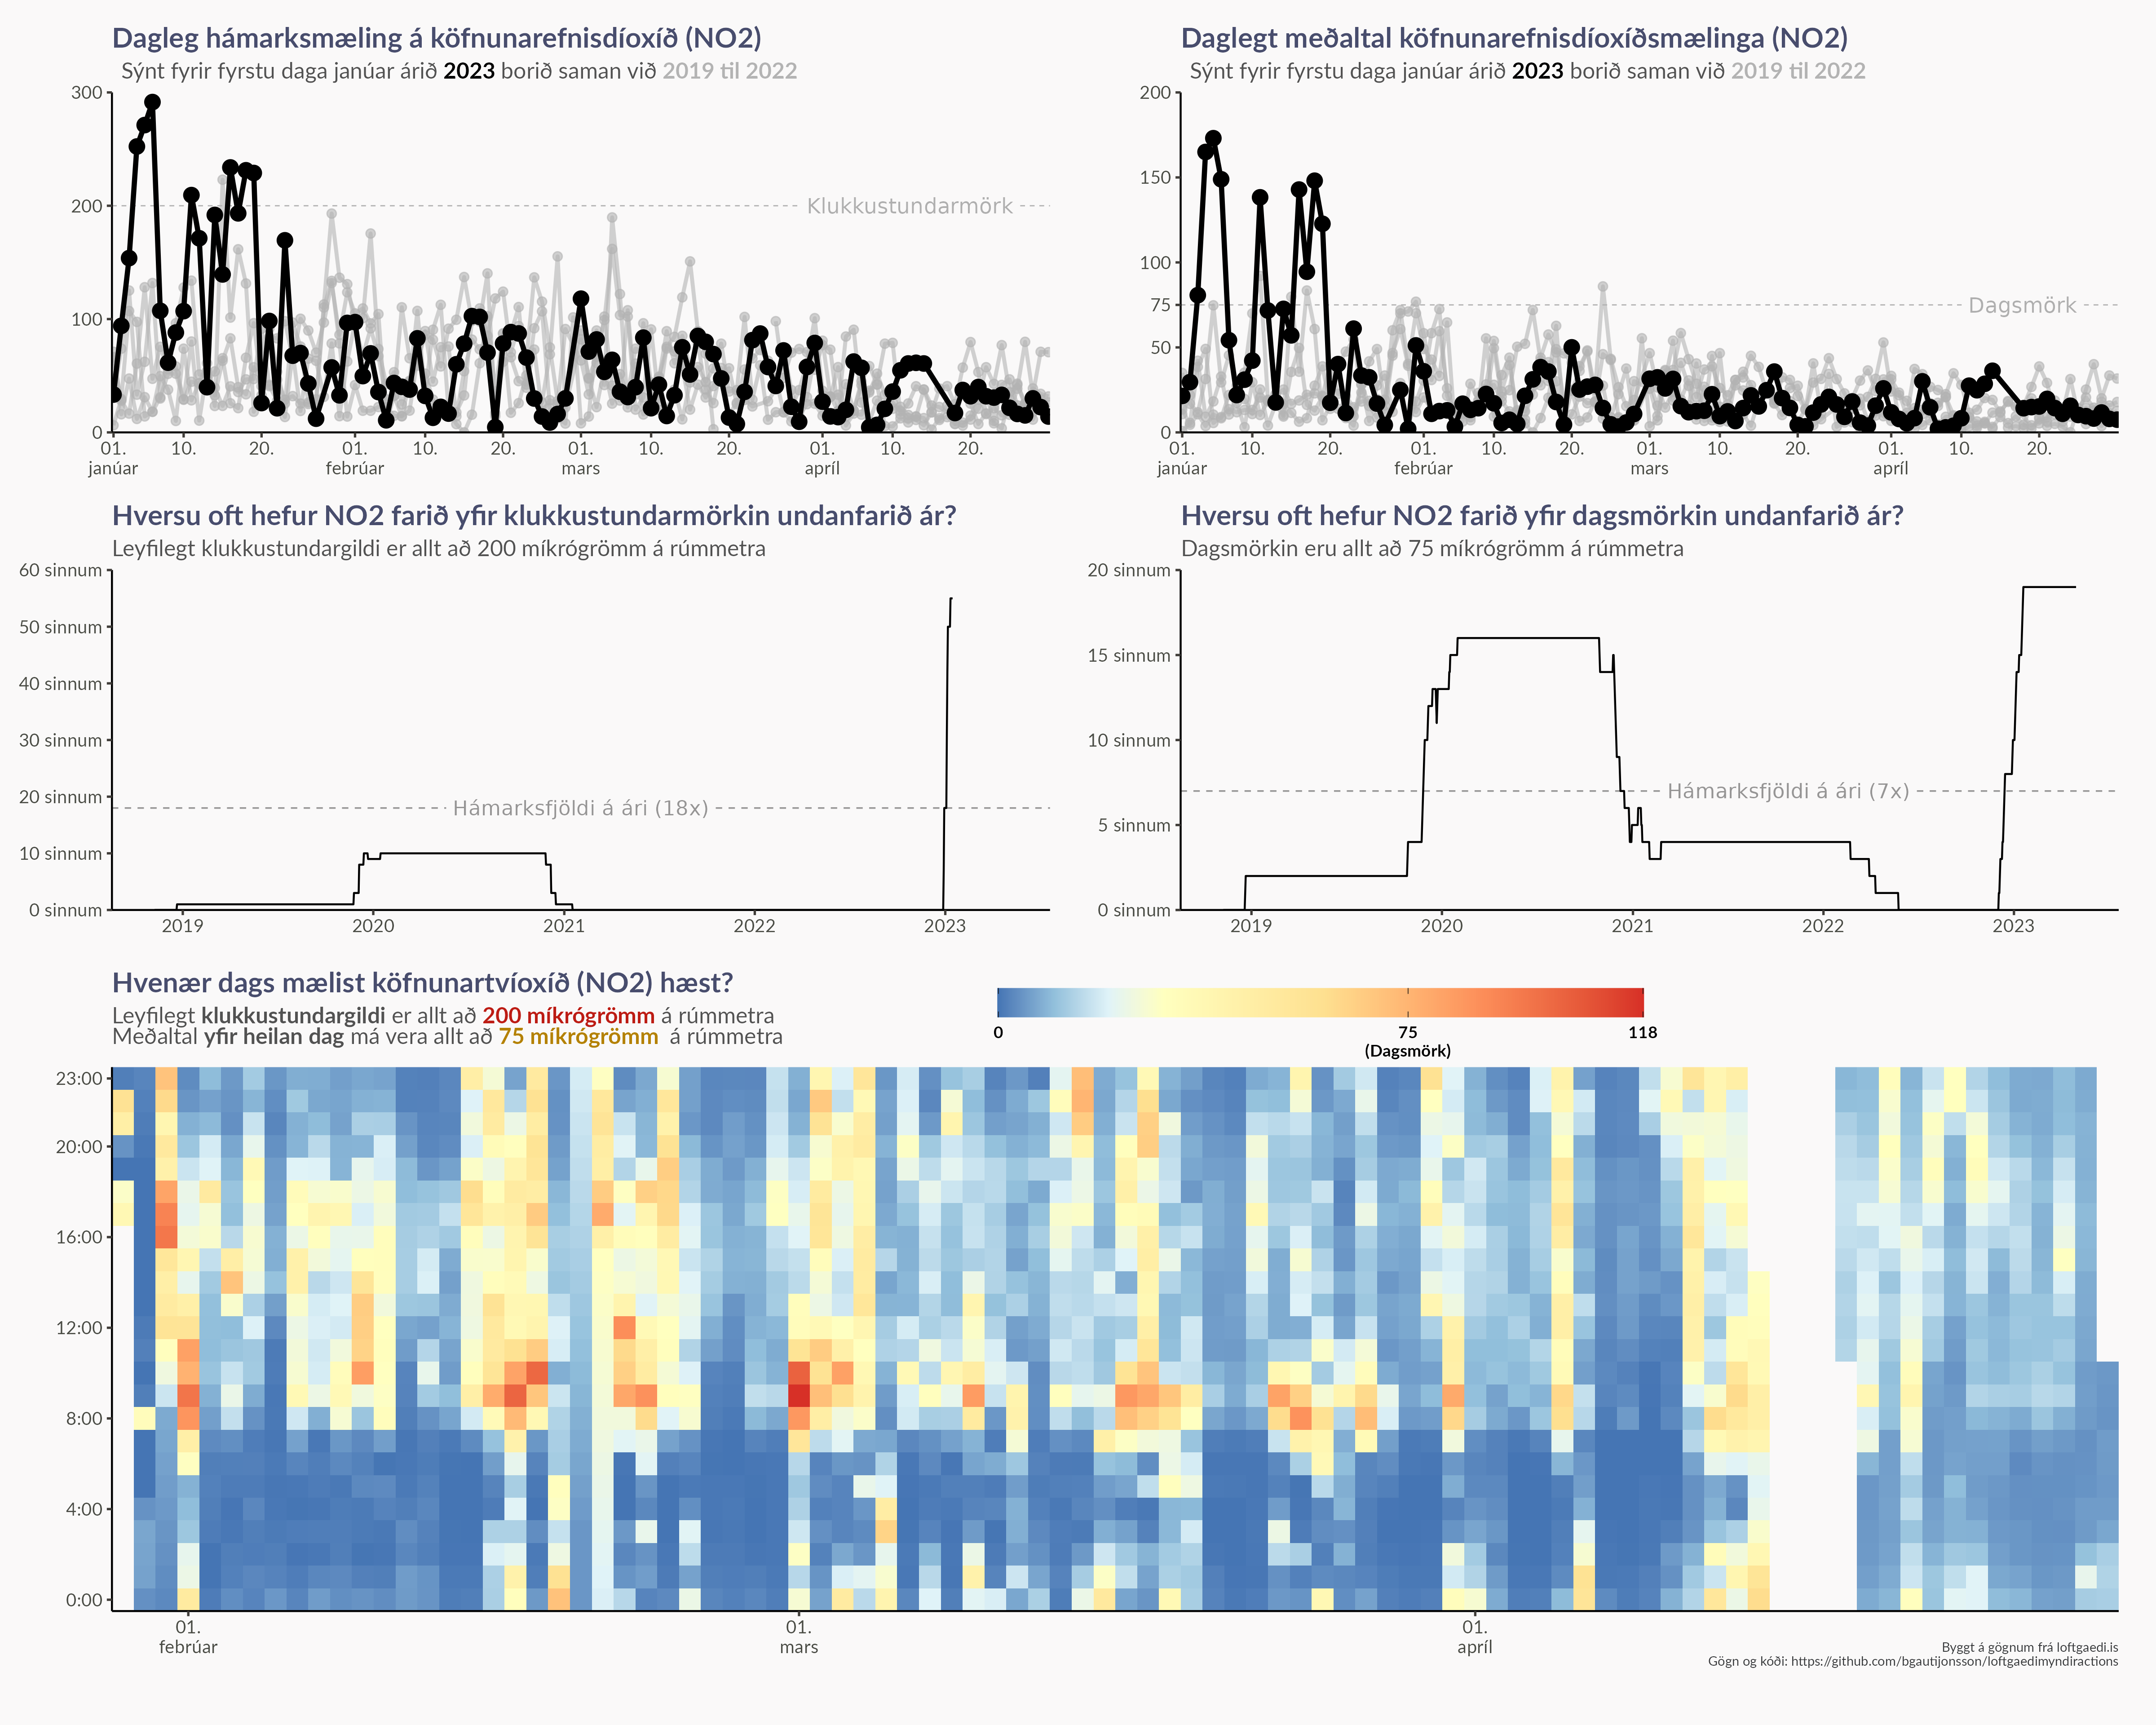 Dagleg hámarksmæling á köfnunarefnisdíoxíð (NO2)
Sýnt fyrir fyrstu daga janúar árið 2023 borið saman við 2019 til 2022
300
200
100
0
Klukkustundarmörk
01. 10. 20. 01. 10. 20. 01. 10. 20. 01. 10. 20.
janúar febrúar mars apríl
Daglegt meðaltal köfnunarefnisdíoxíðsmælinga (NO2)
Sýnt fyrir fyrstu daga janúar árið 2023 borið saman við 2019 til 2022
200
150
100
75
50
0
Dagsmörk
01. 10. 20. 01. 10. 20. 01. 10. 20. 01. 10. 20.
janúar febrúar mars apríl
Hversu oft hefur NO2 farið yfir klukkustundarmörkin undanfarið ár?
Leyfilegt klukkustundargildi er allt að 200 míkrógrömm á rúmmetra
60 sinnum
50 sinnum
40 sinnum
30 sinnum
20 sinnum
10 sinnum
0 sinnum
Hámarksfjöldi á ári (18x)
2019 2020 2021 2022 2023
Hversu oft hefur NO2 farið yfir dagsmörkin undanfarið ár?
Dagsmörkin eru allt að 75 míkrógrömm á rúmmetra
20 sinnum
15 sinnum
10 sinnum
5 sinnum
0 sinnum
Hámarksfjöldi á ári (7x)
2019 2020 2021 2022 2023
Hvenær dags mælist köfnunartvíoxíð (NO2) hæst?
Leyfilegt klukkustundargildi er allt að 200 míkrógrömm á rúmmetra
Meðaltal yfir heilan dag má vera allt að 75 míkrógrömm á rúmmetra
0 75 118
(Dagsmörk)
23:00
20:00
16:00
12:00
8:00
4:00
0:00
01. 01. 01.
febrúar mars apríl
Byggt á gögnum frá loftgaedi.is
Gögn og kóði: https://github.com/bgautijonsson/loftgaedimyndiractions